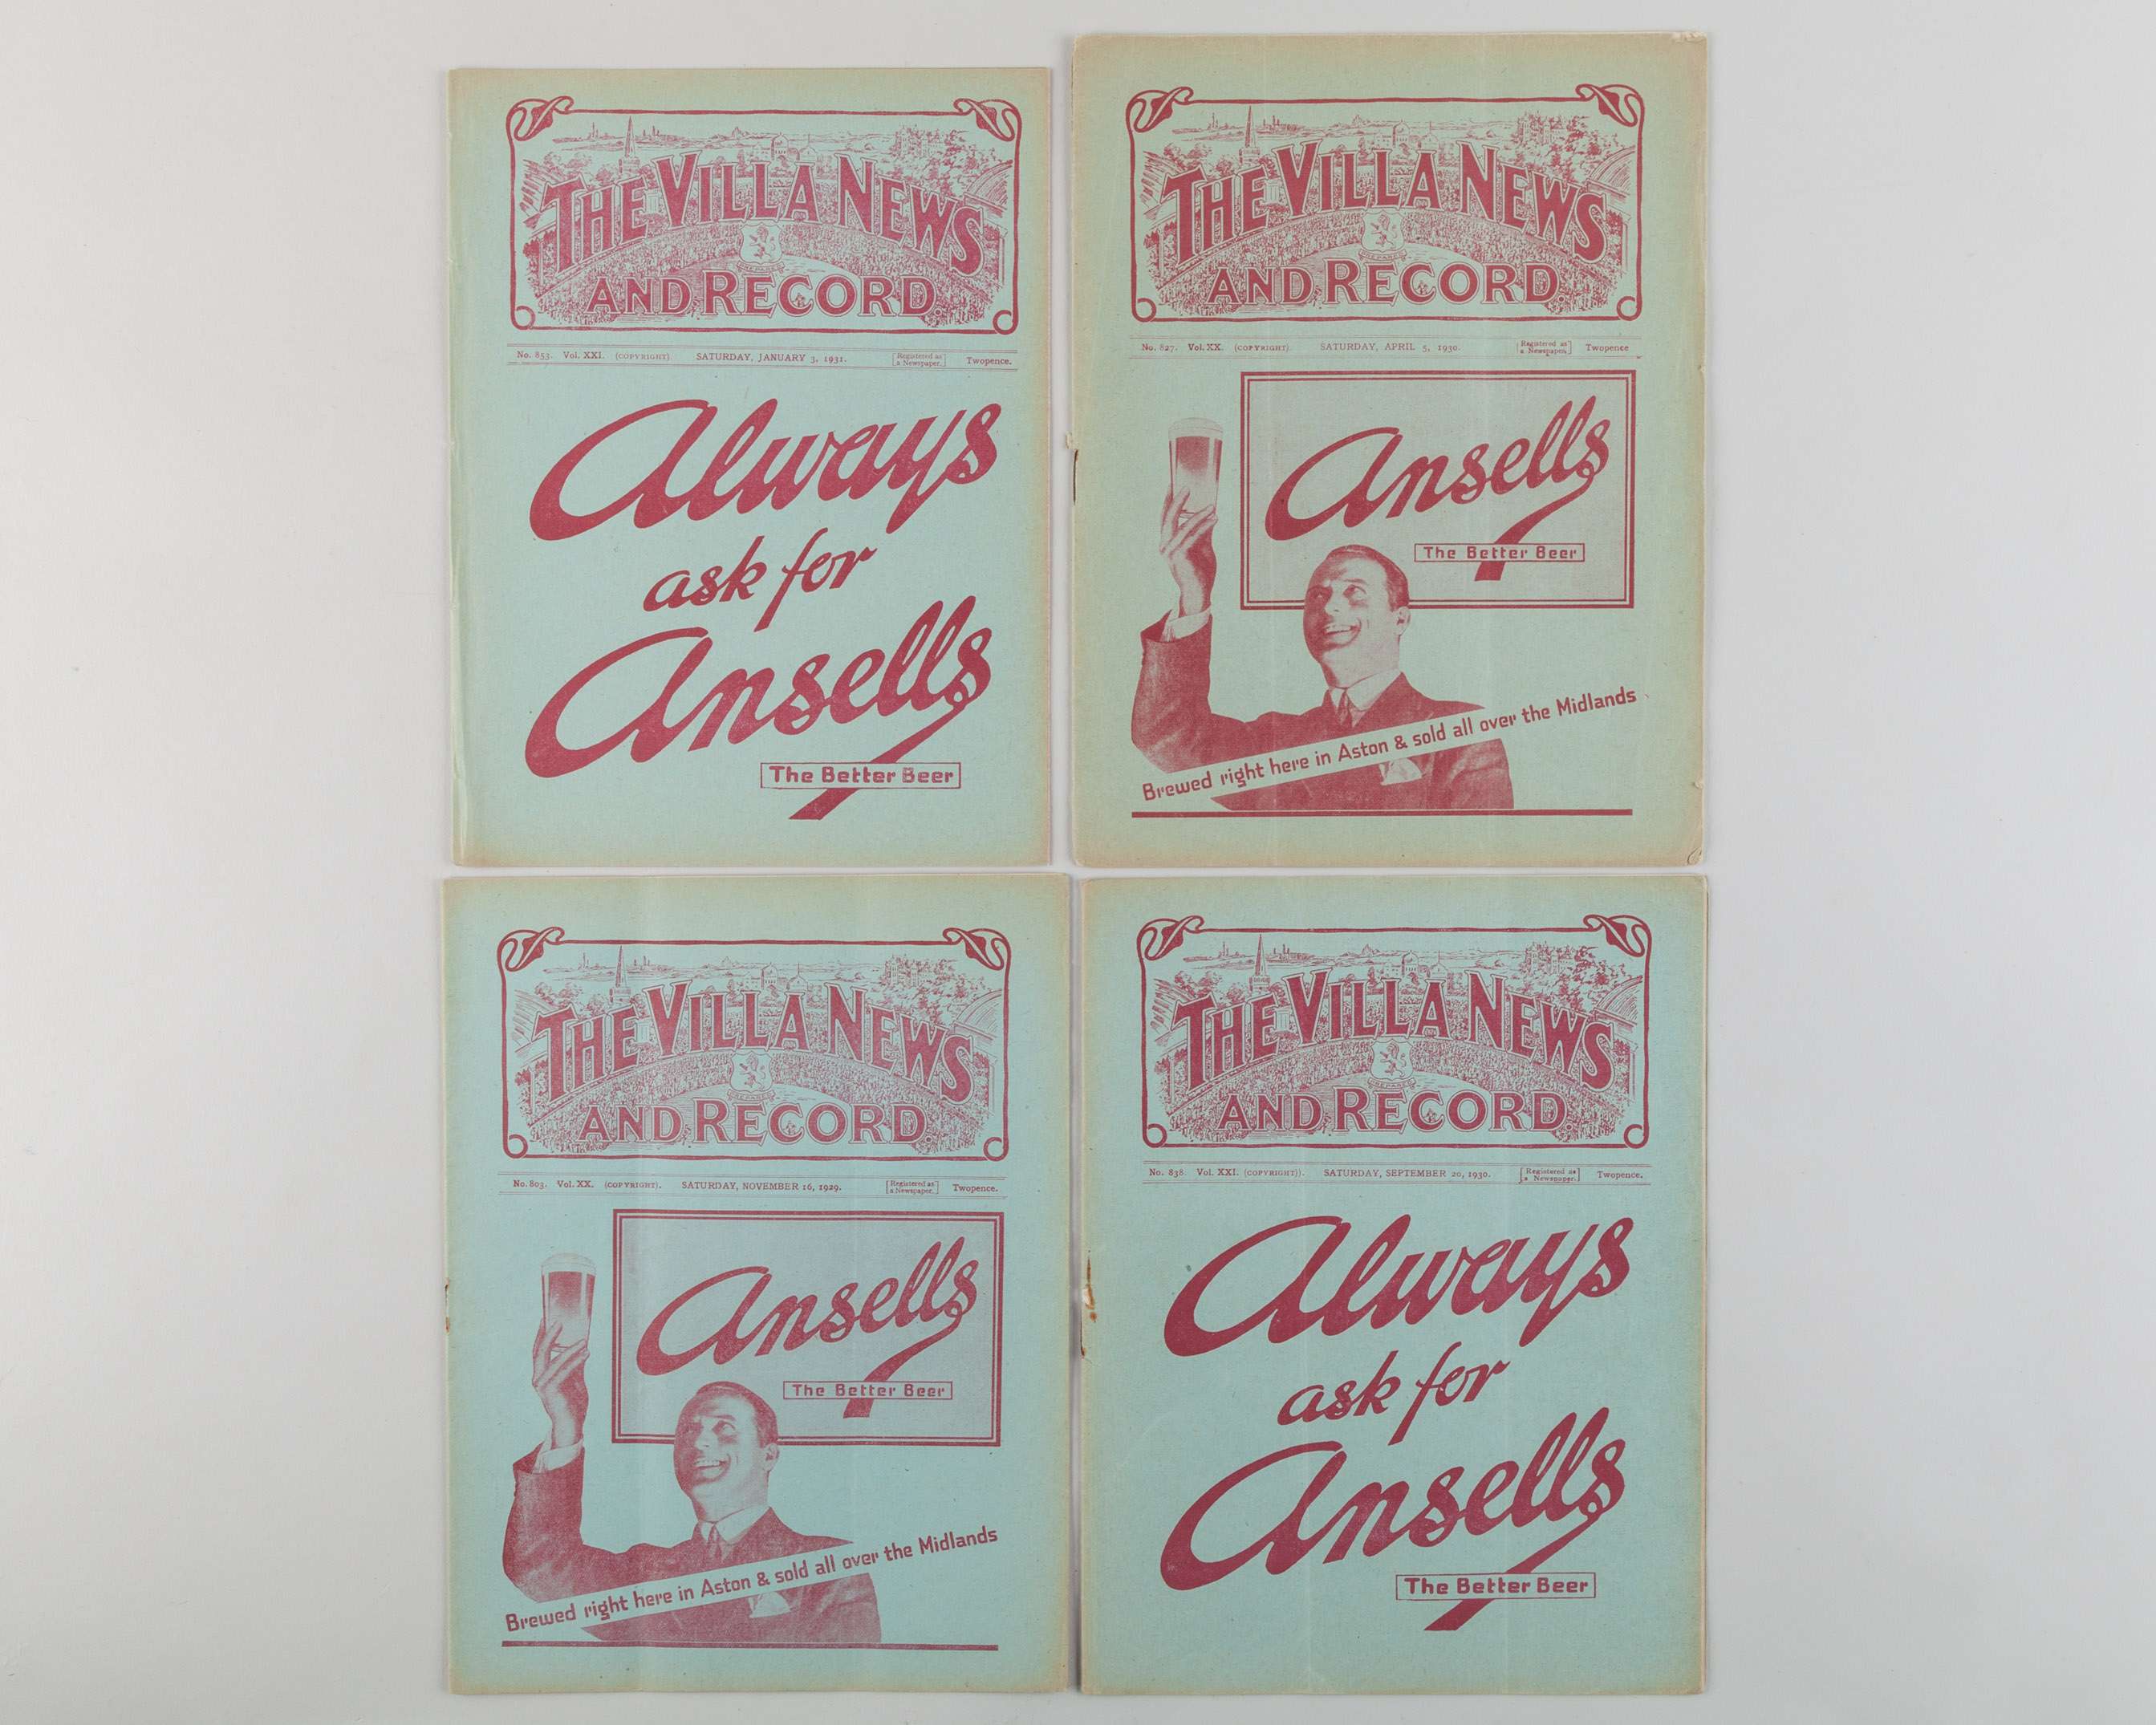 THE VILLA NEWS
AND RECORD
No. 853. Vol. XXI. (COPYRIGHT). SATURDAY, JANUARY 3, 1931. [Registered as a Newspaper.] Twopence.
Always
ask for
Ansells
The Better Beer
THE VILLA NEWS
AND RECORD
No. 827. Vol. XX. (COPYRIGHT). SATURDAY, APRIL 5, 1930. [Registered as a Newspaper.] Twopence
Ansells
The Better Beer
Brewed right here in Aston & sold all over the Midlands
THE VILLA NEWS
AND RECORD
No. 803. Vol. XX. (COPYRIGHT). SATURDAY, NOVEMBER 16, 1929. [Registered as a Newspaper.] Twopence.
Ansells
The Better Beer
Brewed right here in Aston & sold all over the Midlands
THE VILLA NEWS
AND RECORD
No. 838. Vol. XXI. (COPYRIGHT)). SATURDAY, SEPTEMBER 20, 1930. [Registered as a Newspaper.] Twopence.
Always
ask for
Ansells
The Better Beer